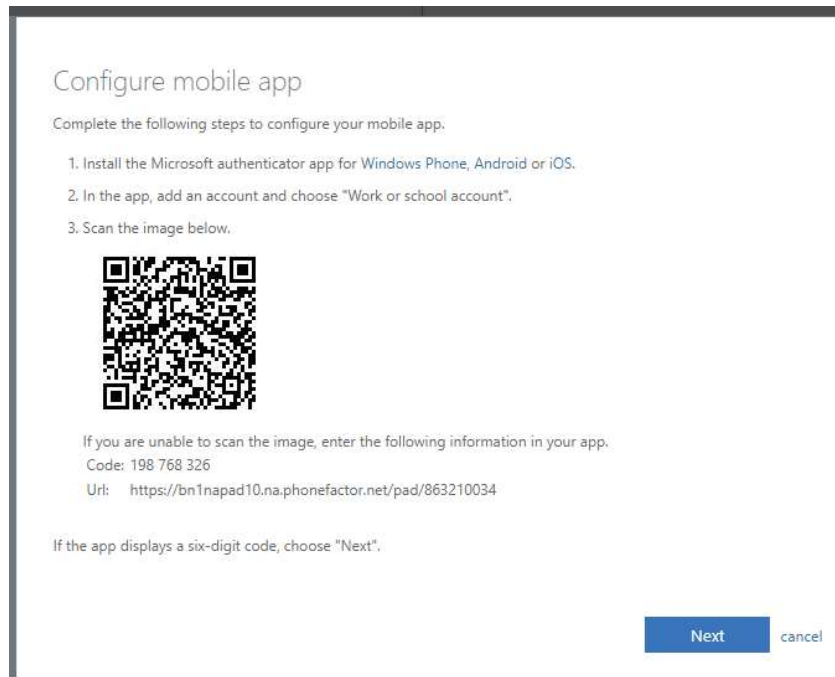 Configure mobile app
Complete the following steps to configure your mobile app.
1. Install the Microsoft authenticator app for Windows Phone, Android or iOS.
2. In the app, add an account and choose "Work or school account".
3. Scan the image below.
If you are unable to scan the image, enter the following information in your app.
Code: 198 768 326
Url: https://bn1napad10.na.phonefactor.net/pad/863210034
If the app displays a six-digit code, choose "Next".
Next cancel